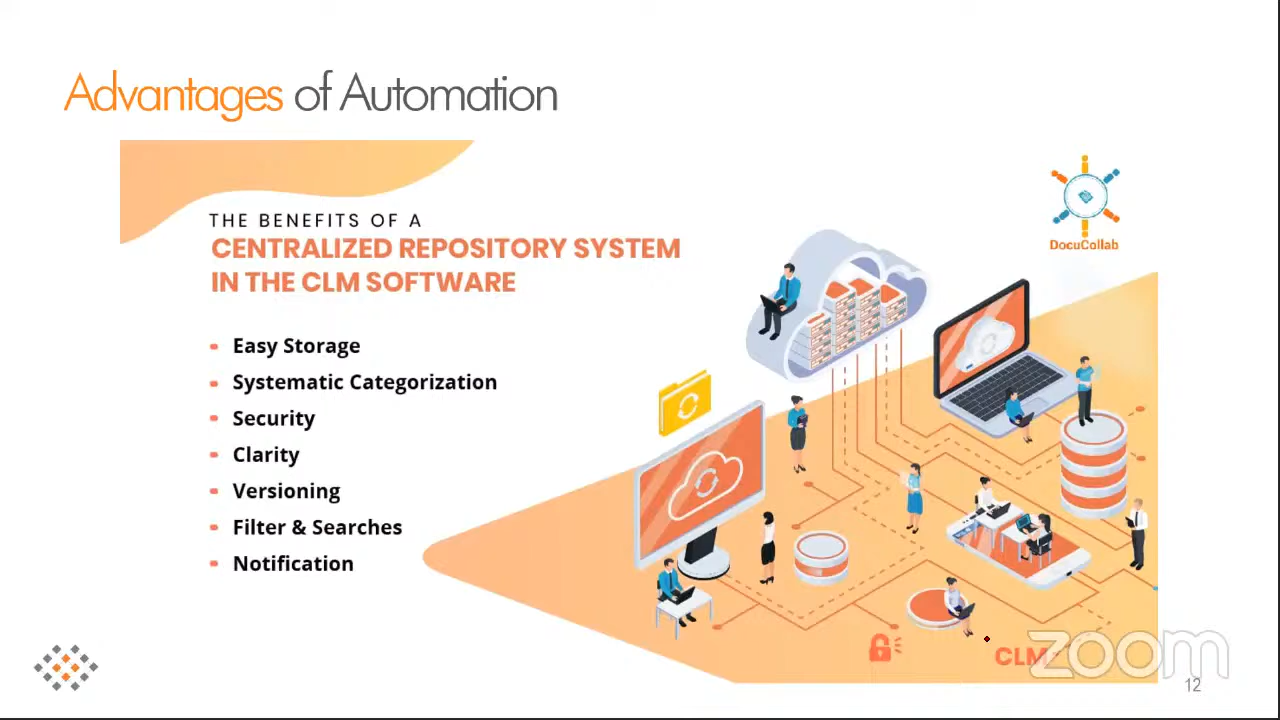 Advantages of Automation
THE BENEFITS OF A
CENTRALIZED REPOSITORY SYSTEM
IN THE CLM SOFTWARE
DocuCollab
- Easy Storage
- Systematic Categorization
- Security
- Clarity
- Versioning
- Filter & Searches
- Notification
CLM
zoom
12